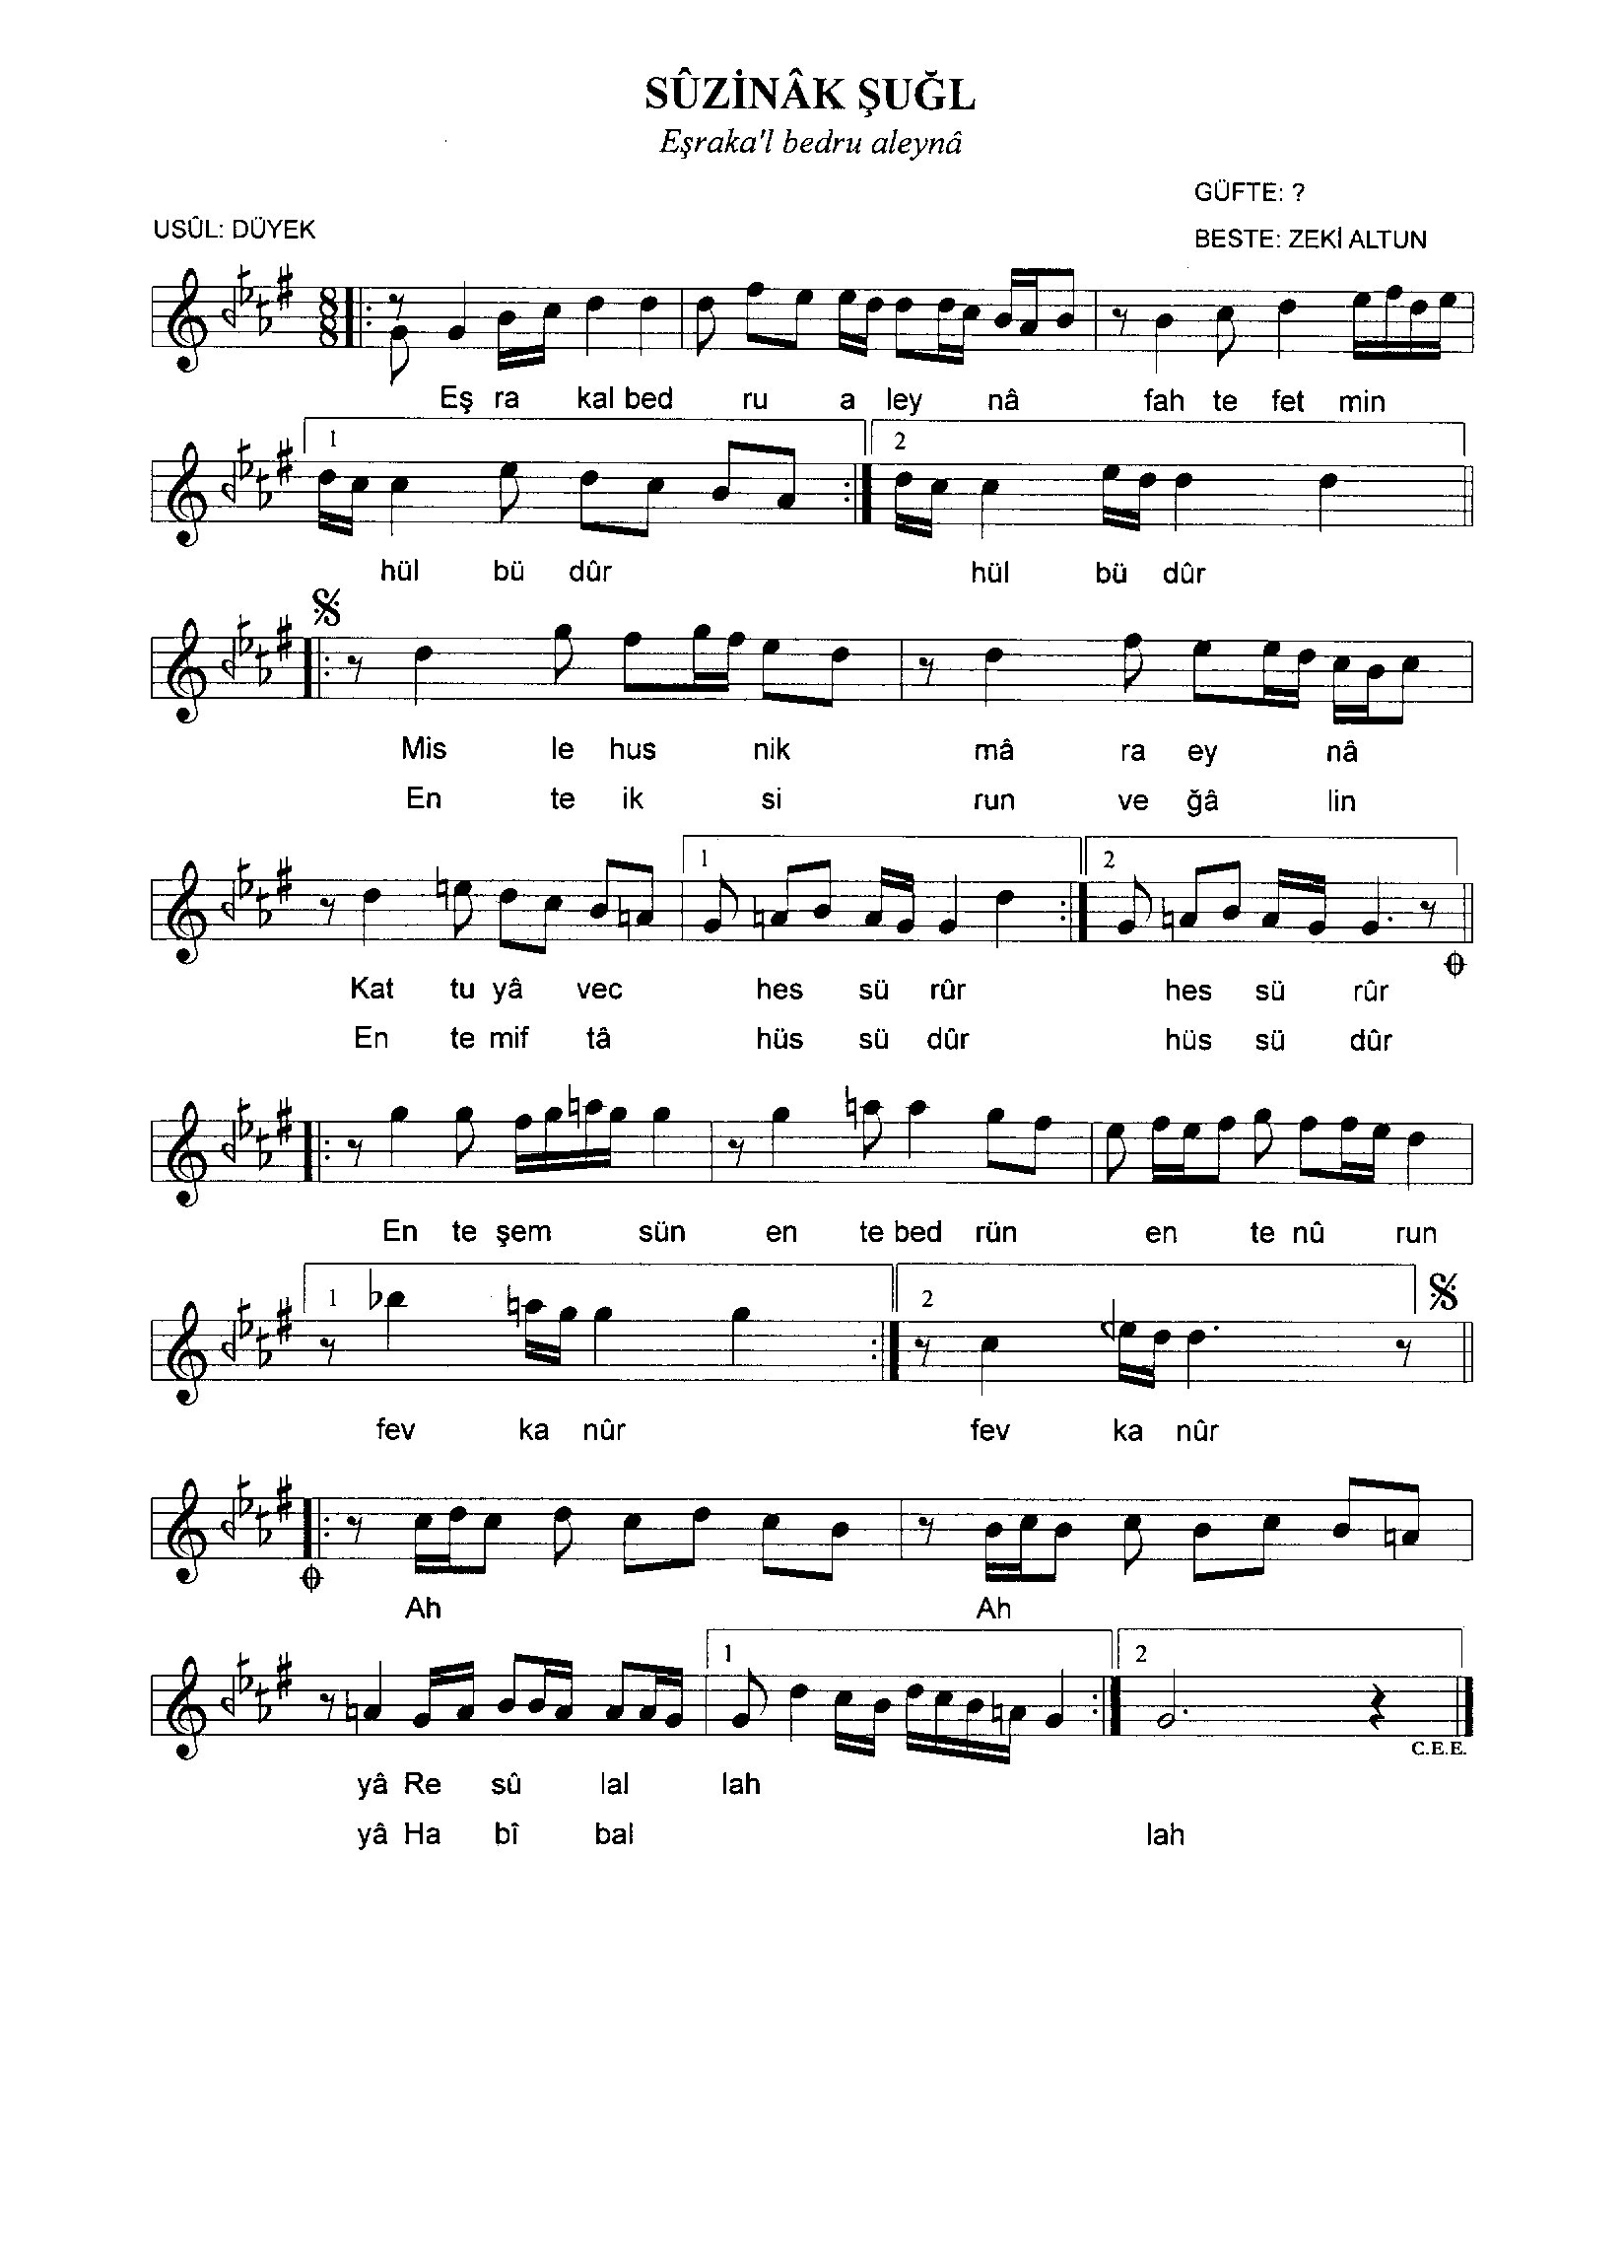 SÛZİNÂK ŞUĞL
Eşraka'l bedru aleynâ
GÜFTE: ?
USÛL: DÜYEK
BESTE: ZEKİ ALTUN
8
8
Eş ra kal bed ru a ley nâ fah te fet min
1 2
hül bü dûr hül bü dûr
Mis le hus nik mâ ra ey nâ
En te ik si run ve ğâ lin
1 2
Kat tu yâ vec hes sü rûr hes sü rûr
En te mif tâ hüs sü dûr hüs sü dûr
En te şem sün en te bed rün en te nû run
1 2
fev ka nûr fev ka nûr
Ah Ah
1 2
C.E.E.
yâ Re sû lal lah
yâ Ha bî bal lah